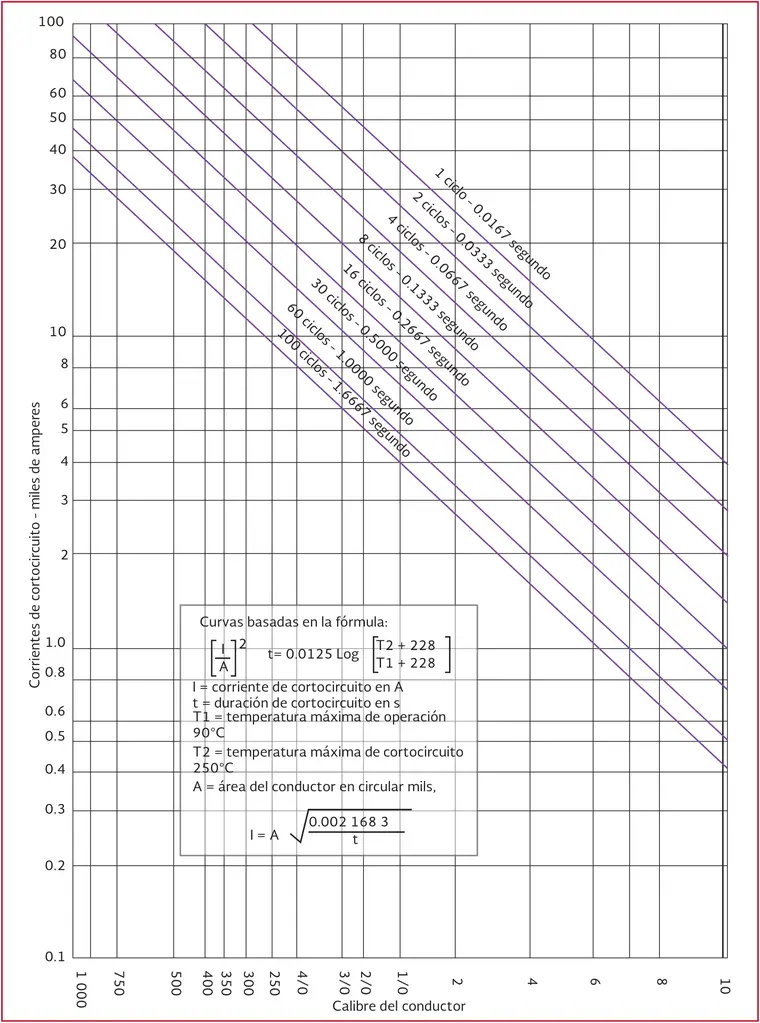 100
80
60
50
40
30
20
10
8
6
5
4
3
2
1.0
0.8
0.6
0.5
0.4
0.3
0.2
0.1
Corrientes de cortocircuito - miles de amperes
1 ciclo - 0.0167 segundo
2 ciclos - 0.0333 segundo
4 ciclos - 0.0667 segundo
8 ciclos - 0.1333 segundo
16 ciclos - 0.2667 segundo
30 ciclos - 0.5000 segundo
60 ciclos - 1.0000 segundo
100 ciclos - 1.6667 segundo
Curvas basadas en la fórmula:
[I/A]2 t= 0.0125 Log [T2 + 228 / T1 + 228]
I = corriente de cortocircuito en A
t = duración de cortocircuito en s
T1 = temperatura máxima de operación
90°C
T2 = temperatura máxima de cortocircuito
250°C
A = área del conductor en circular mils,
I = A √ 0.002 168 3 / t
1 000 750 500 400 350 300 250 4/0 3/0 2/0 1/0 2 4 6 8 10
Calibre del conductor